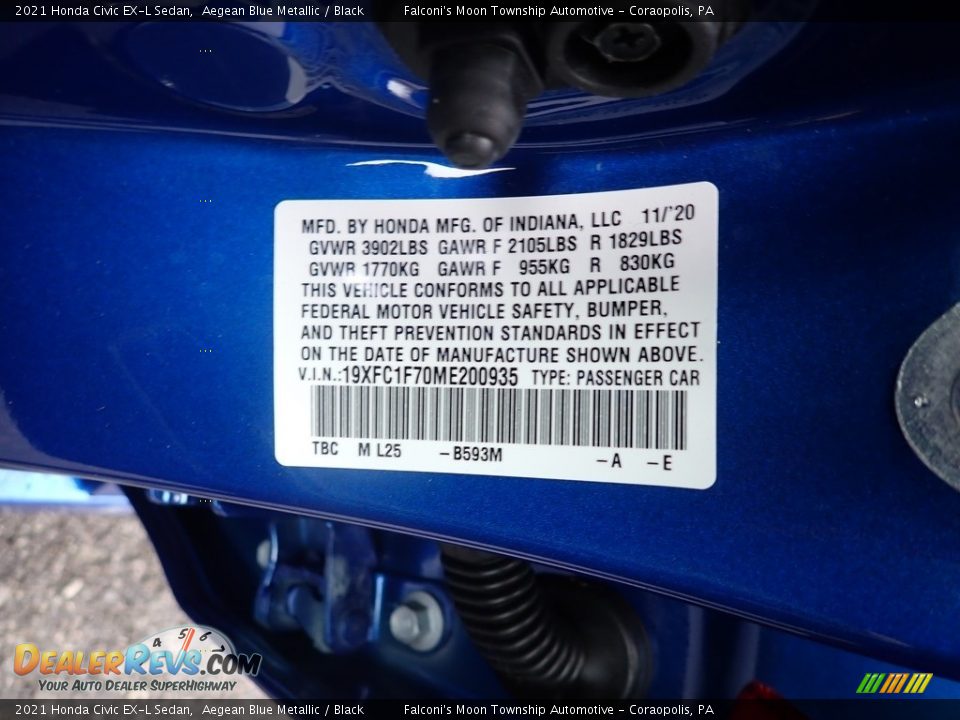 2021 Honda Civic EX-L Sedan, Aegean Blue Metallic / Black Falconi's Moon Township Automotive - Coraopolis, PA
MFD. BY HONDA MFG. OF INDIANA, LLC 11/'20
GVWR 3902LBS GAWR F 2105LBS R 1829LBS
GVWR 1770KG GAWR F 955KG R 830KG
THIS VEHICLE CONFORMS TO ALL APPLICABLE
FEDERAL MOTOR VEHICLE SAFETY, BUMPER,
AND THEFT PREVENTION STANDARDS IN EFFECT
ON THE DATE OF MANUFACTURE SHOWN ABOVE.
V.I.N.:19XFC1F70ME200935 TYPE: PASSENGER CAR
TBC M L25 -B593M -A -E
4 5 6
DEALERREVS.COM
YOUR AUTO DEALER SUPERHIGHWAY
2021 Honda Civic EX-L Sedan, Aegean Blue Metallic / Black Falconi's Moon Township Automotive - Coraopolis, PA